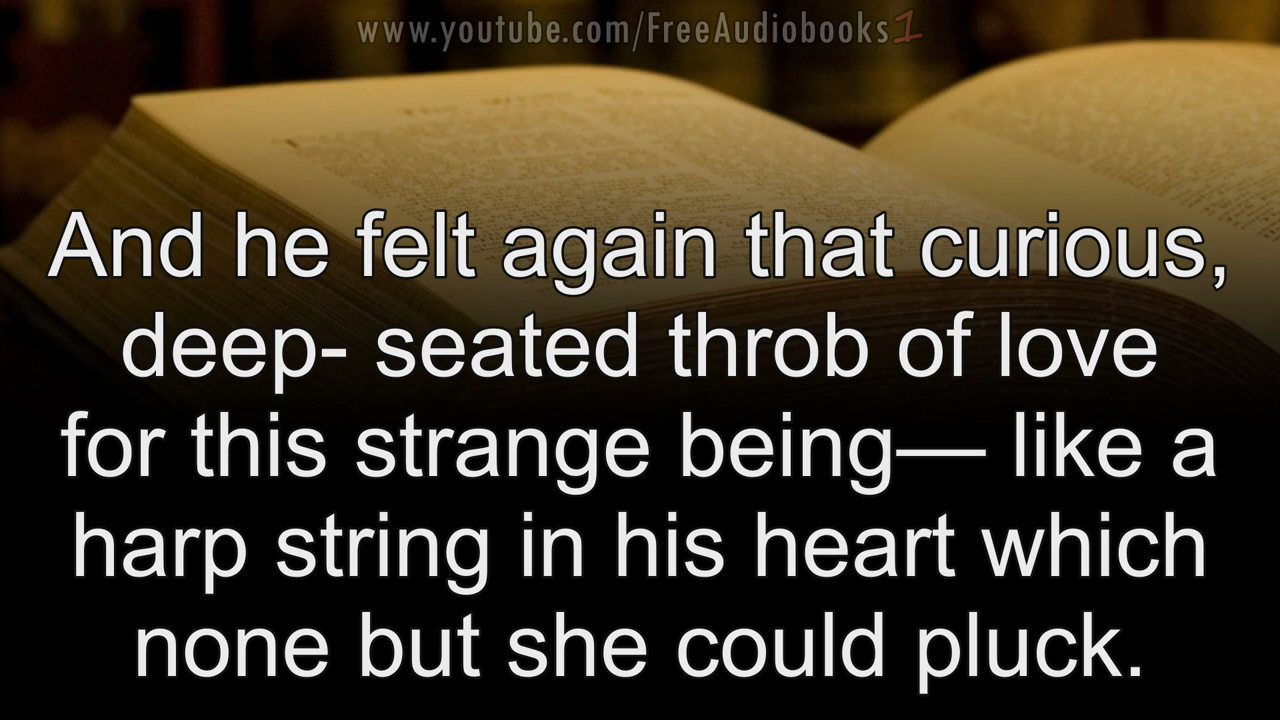 www.youtube.com/FreeAudiobooks1
And he felt again that curious,
deep- seated throb of love
for this strange being— like a
harp string in his heart which
none but she could pluck.